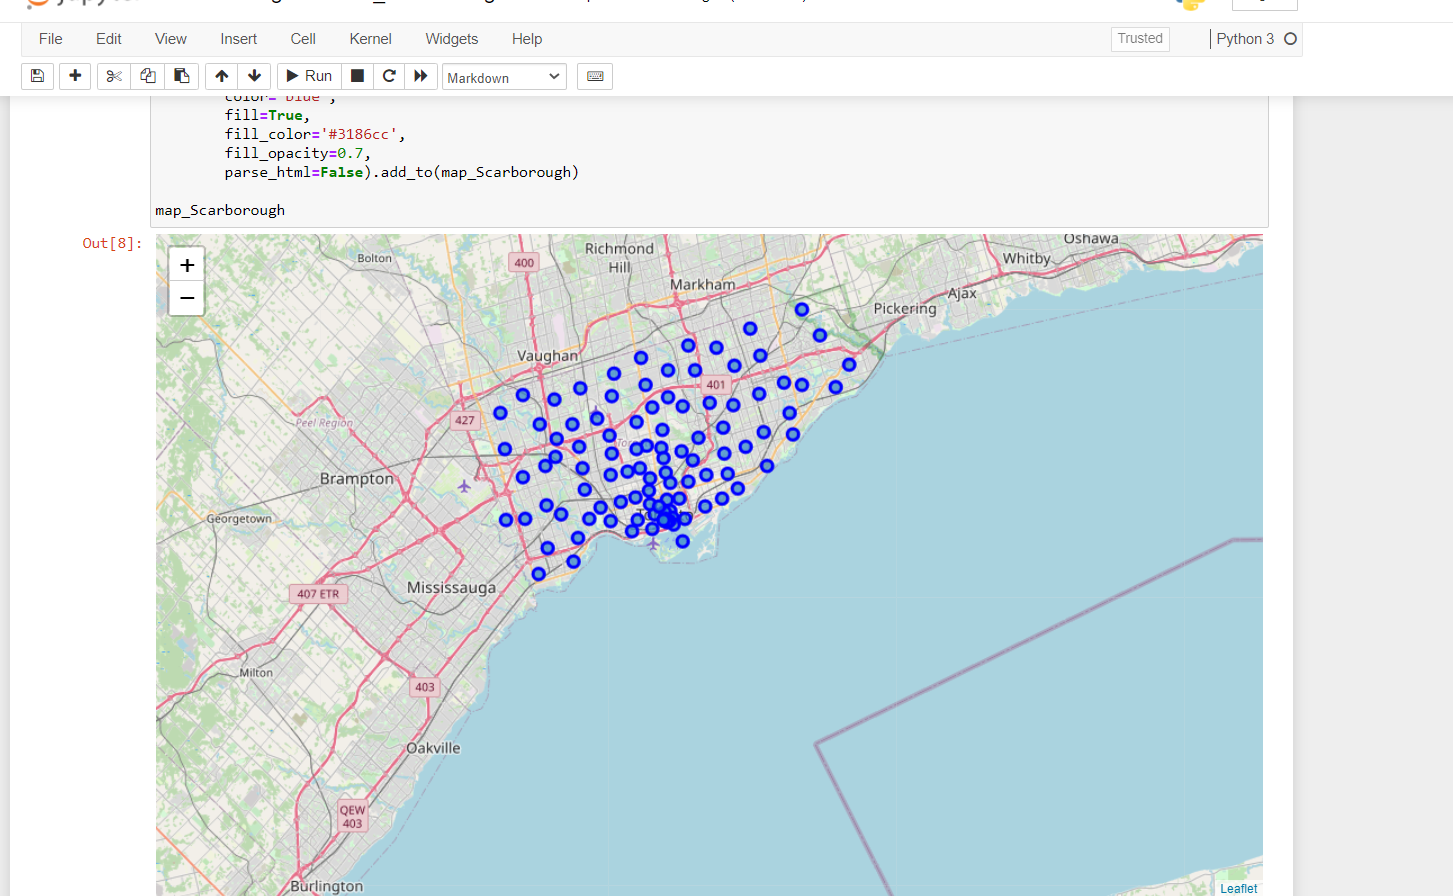 File Edit View Insert Cell Kernel Widgets Help Trusted Python 3
Run Markdown
color='blue',
fill=True,
fill_color='#3186cc',
fill_opacity=0.7,
parse_html=False).add_to(map_Scarborough)
map_Scarborough
Out[8]:
+
−
Oshawa
Richmond
Hill
Bolton
400
Whitby
Markham
Ajax
Pickering
Vaughan
401
427
Peel Region
Brampton
Georgetown
Mississauga
407 ETR
Milton
403
Oakville
QEW
403
Burlington
Leaflet